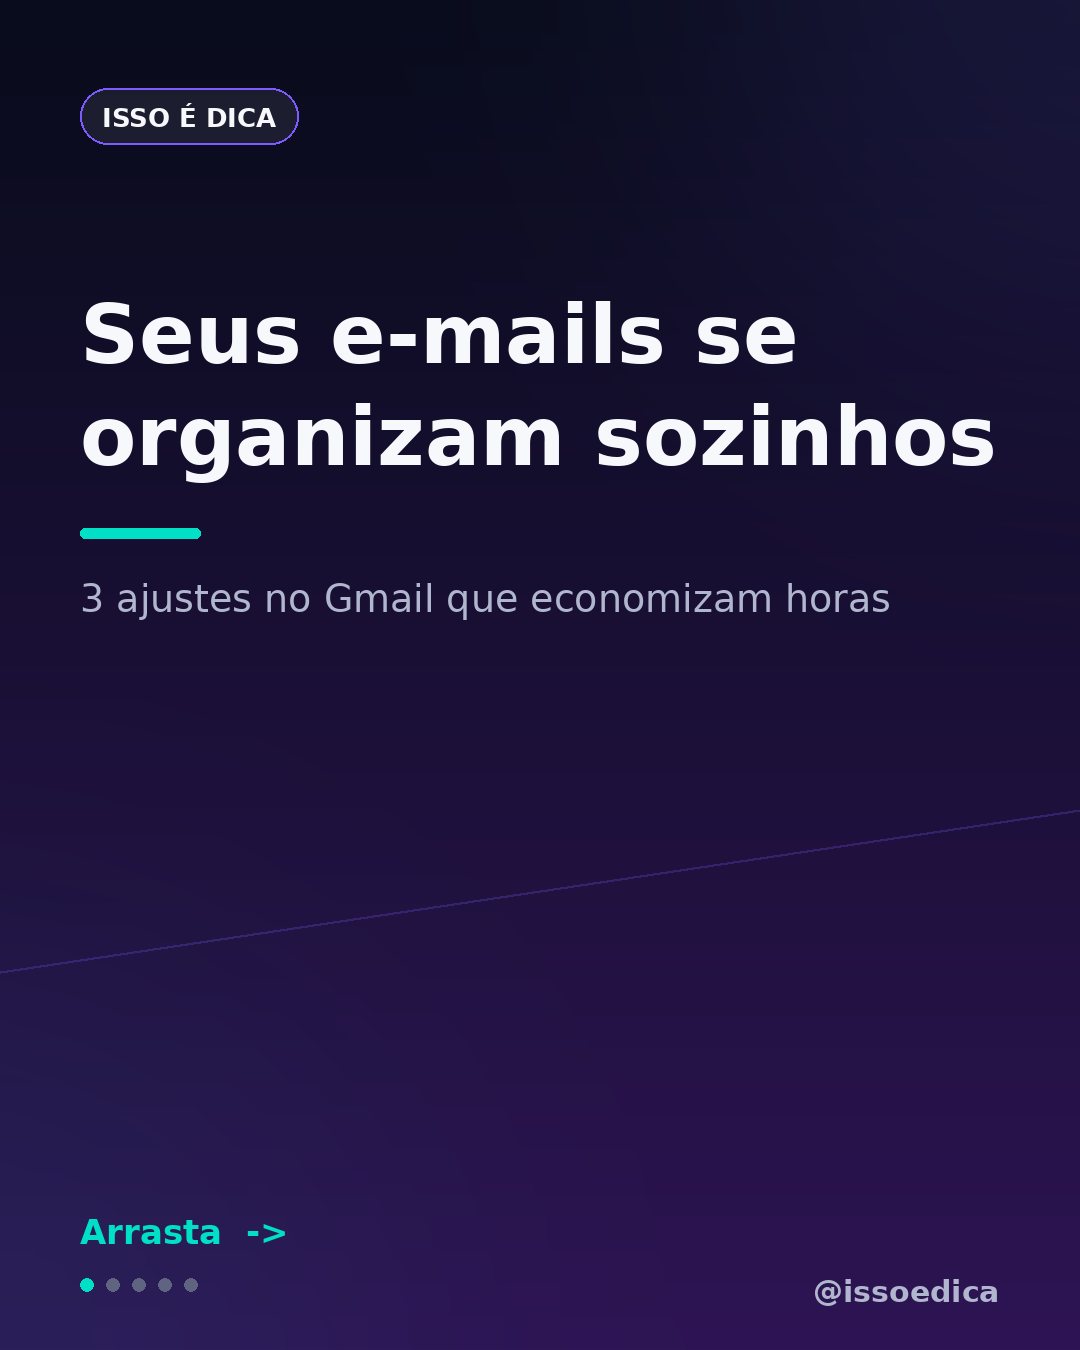 ISSO É DICA
Seus e-mails se
organizam sozinhos
3 ajustes no Gmail que economizam horas
Arrasta ->
@issoedica